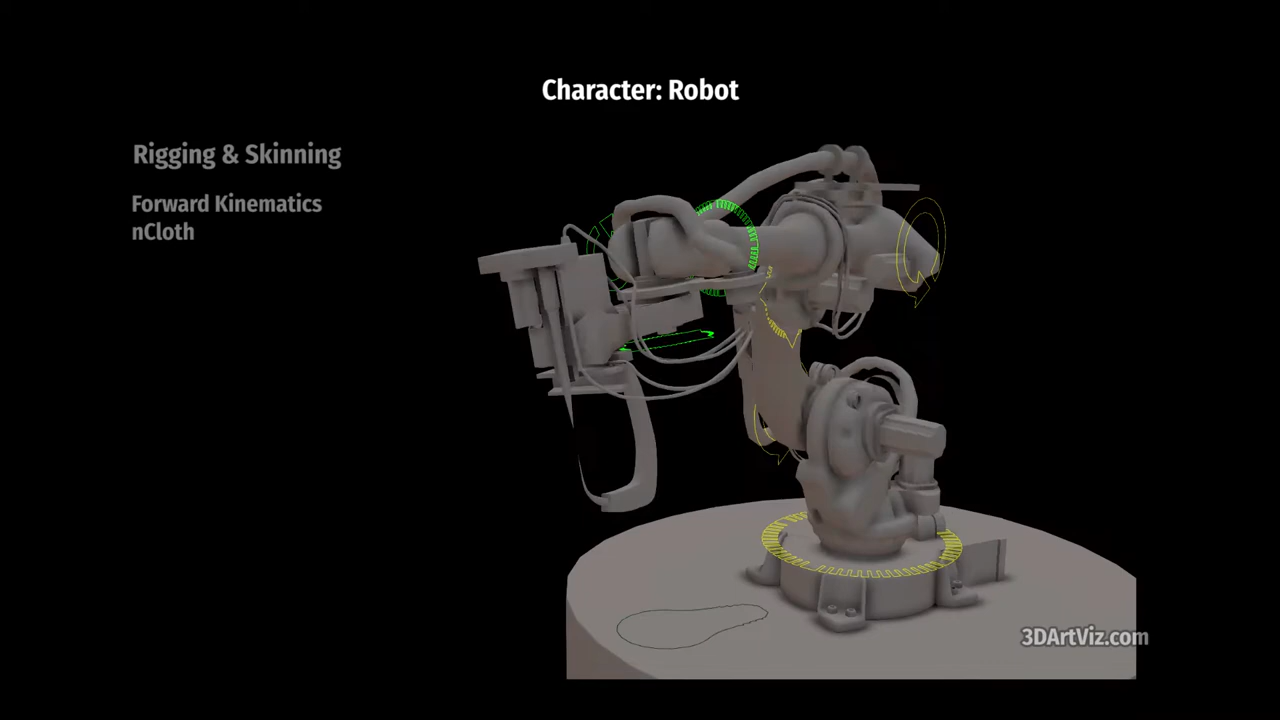 Character: Robot
Rigging & Skinning
Forward Kinematics
nCloth
3DArtViz.com